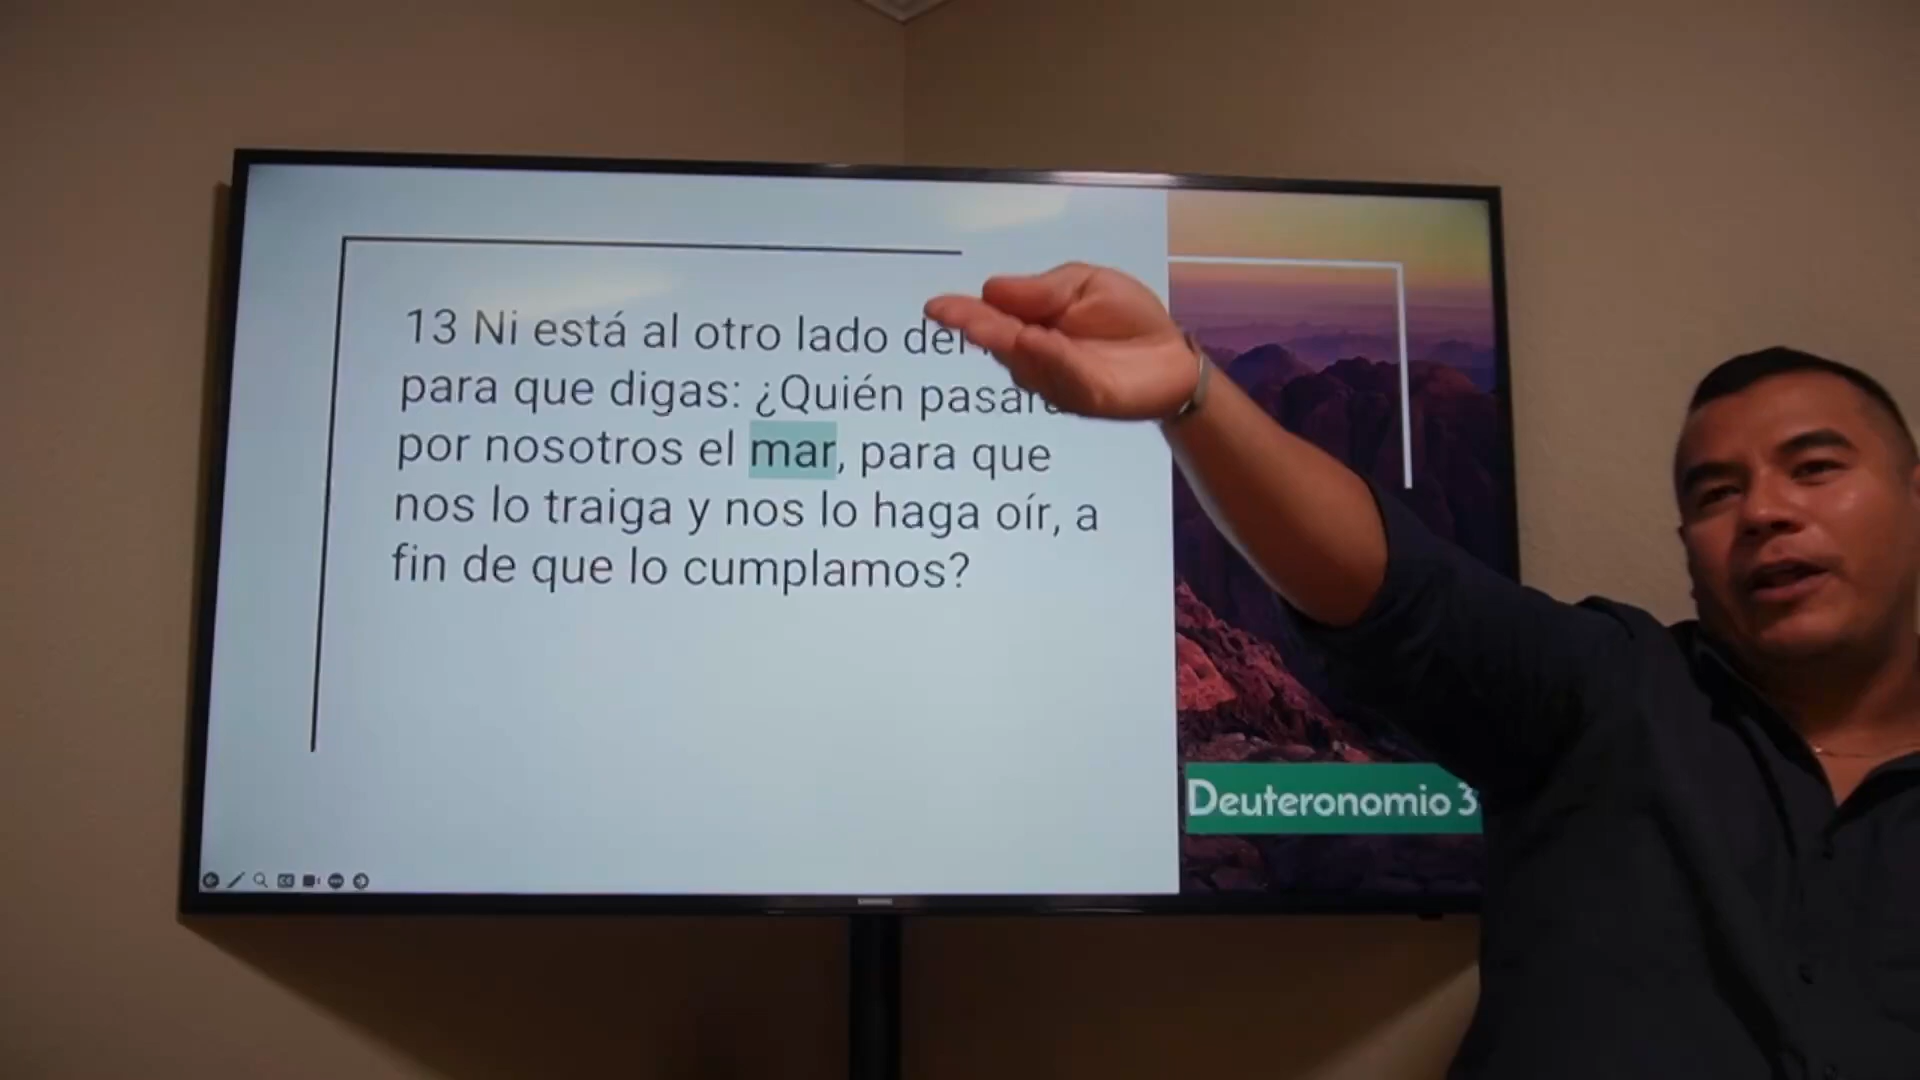 13 Ni está al otro lado del
para que digas: ¿Quién pasará
por nosotros el mar, para que
nos lo traiga y nos lo haga oír, a
fin de que lo cumplamos?
Deuteronomio 3